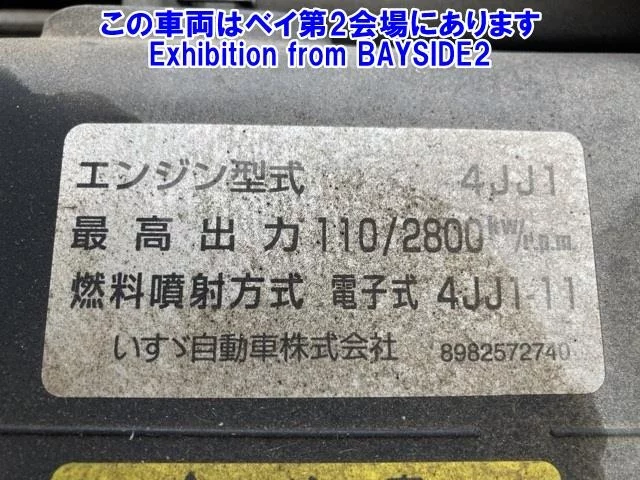 この車両はベイ第2会場にあります
Exhibition from BAYSIDE2
エンジン型式 4JJ1
最高出力 110/2800 kw/r.p.m
燃料噴射方式 電子式 4JJ1-11
いすゞ自動車株式会社 8982572740